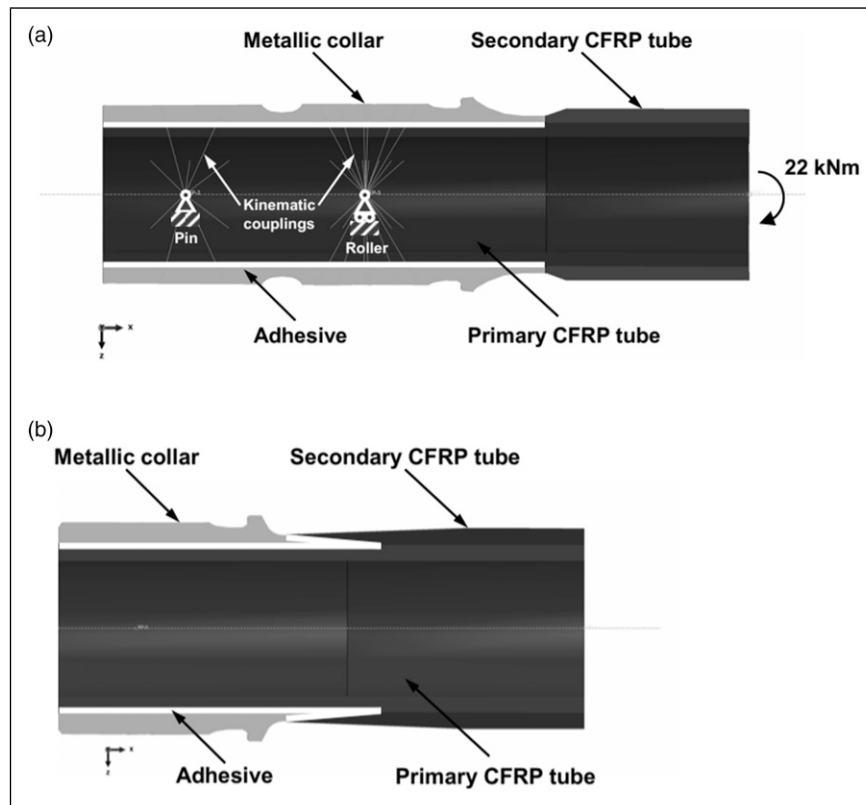 (a)
Metallic collar
Secondary CFRP tube
22 kNm
Kinematic
couplings
Pin
Roller
Adhesive
Primary CFRP tube
x
z
(b)
Metallic collar
Secondary CFRP tube
Adhesive
Primary CFRP tube
x
z